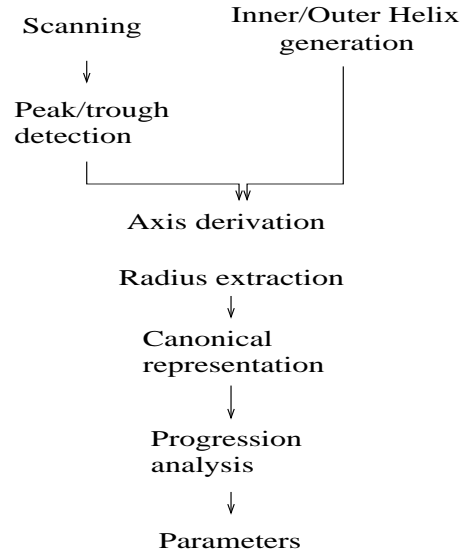 Scanning
Inner/Outer Helix
generation
Peak/trough
detection
Axis derivation
Radius extraction
Canonical
representation
Progression
analysis
Parameters